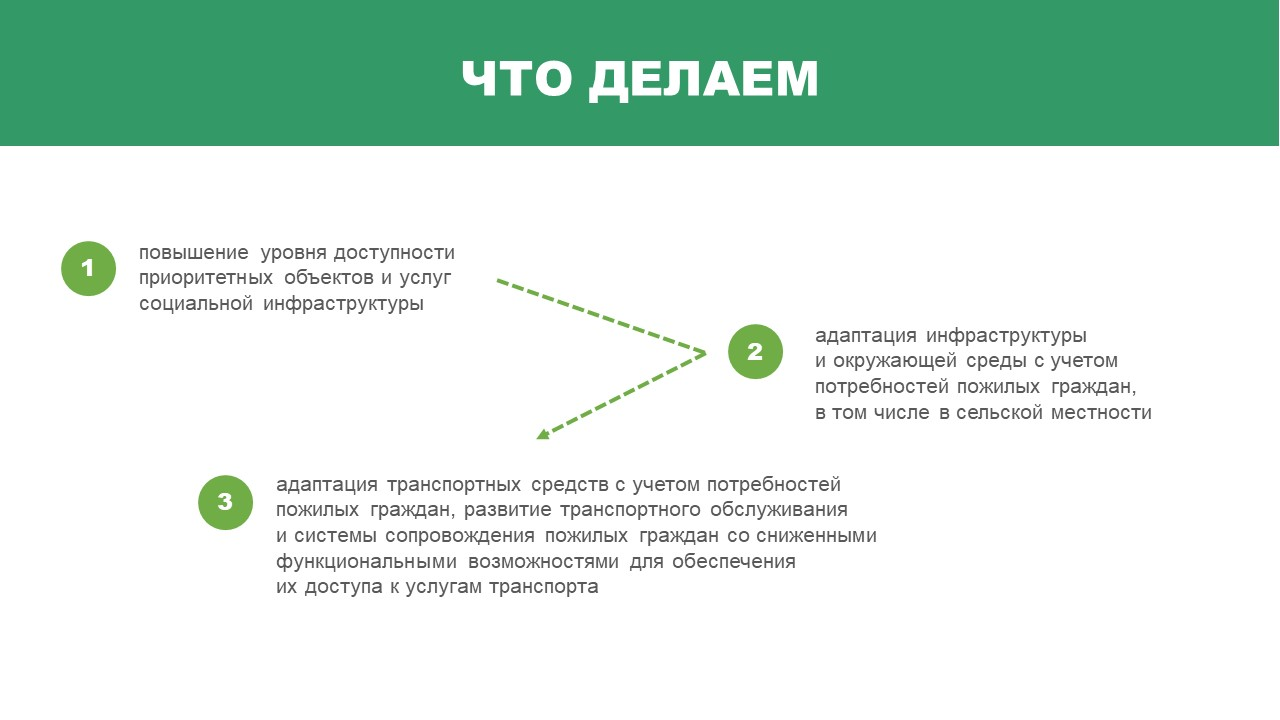 ЧТО ДЕЛАЕМ
1
повышение уровня доступности
приоритетных объектов и услуг
социальной инфраструктуры
2
адаптация инфраструктуры
и окружающей среды с учетом
потребностей пожилых граждан,
в том числе в сельской местности
3
адаптация транспортных средств с учетом потребностей
пожилых граждан, развитие транспортного обслуживания
и системы сопровождения пожилых граждан со сниженными
функциональными возможностями для обеспечения
их доступа к услугам транспорта